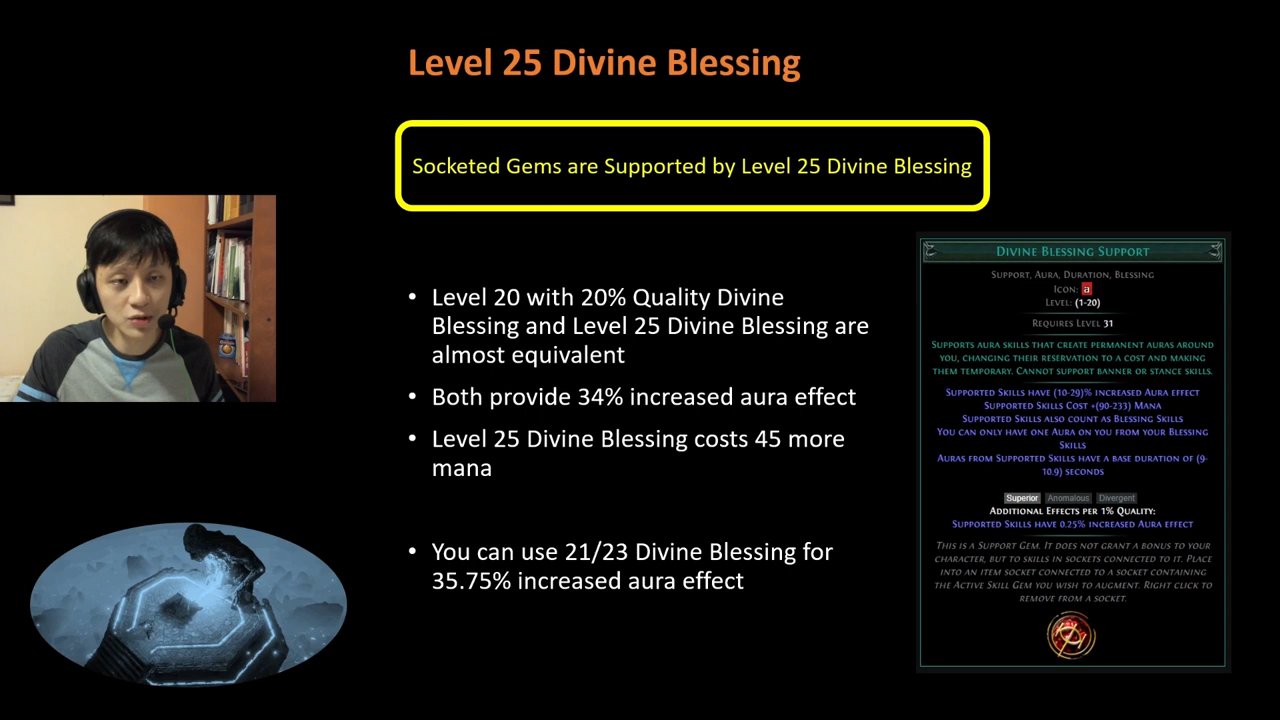 Level 25 Divine Blessing
Socketed Gems are Supported by Level 25 Divine Blessing
• Level 20 with 20% Quality Divine
Blessing and Level 25 Divine Blessing are
almost equivalent
• Both provide 34% increased aura effect
• Level 25 Divine Blessing costs 45 more
mana
• You can use 21/23 Divine Blessing for
35.75% increased aura effect
Divine Blessing Support
Support, Aura, Duration, Blessing
Icon: a
Level: (1-20)
Requires Level 31
Supports aura skills that create permanent auras around
you, changing their reservation to a cost and making
them temporary. Cannot support banner or stance skills.
Supported Skills have (10-29)% increased Aura effect
Supported Skills Cost +(90-233) Mana
Supported Skills also count as Blessing Skills
You can only have one Aura on you from your Blessing
Skills
Auras from Supported Skills have a base duration of (9-
10.9) seconds
Superior Anomalous Divergent
Additional Effects per 1% Quality:
Supported Skills have 0.25% increased Aura effect
This is a Support Gem. It does not grant a bonus to your
character, but to skills in sockets connected to it. Place
into an item socket connected to a socket containing
the Active Skill Gem you wish to augment. Right click to
remove from a socket.